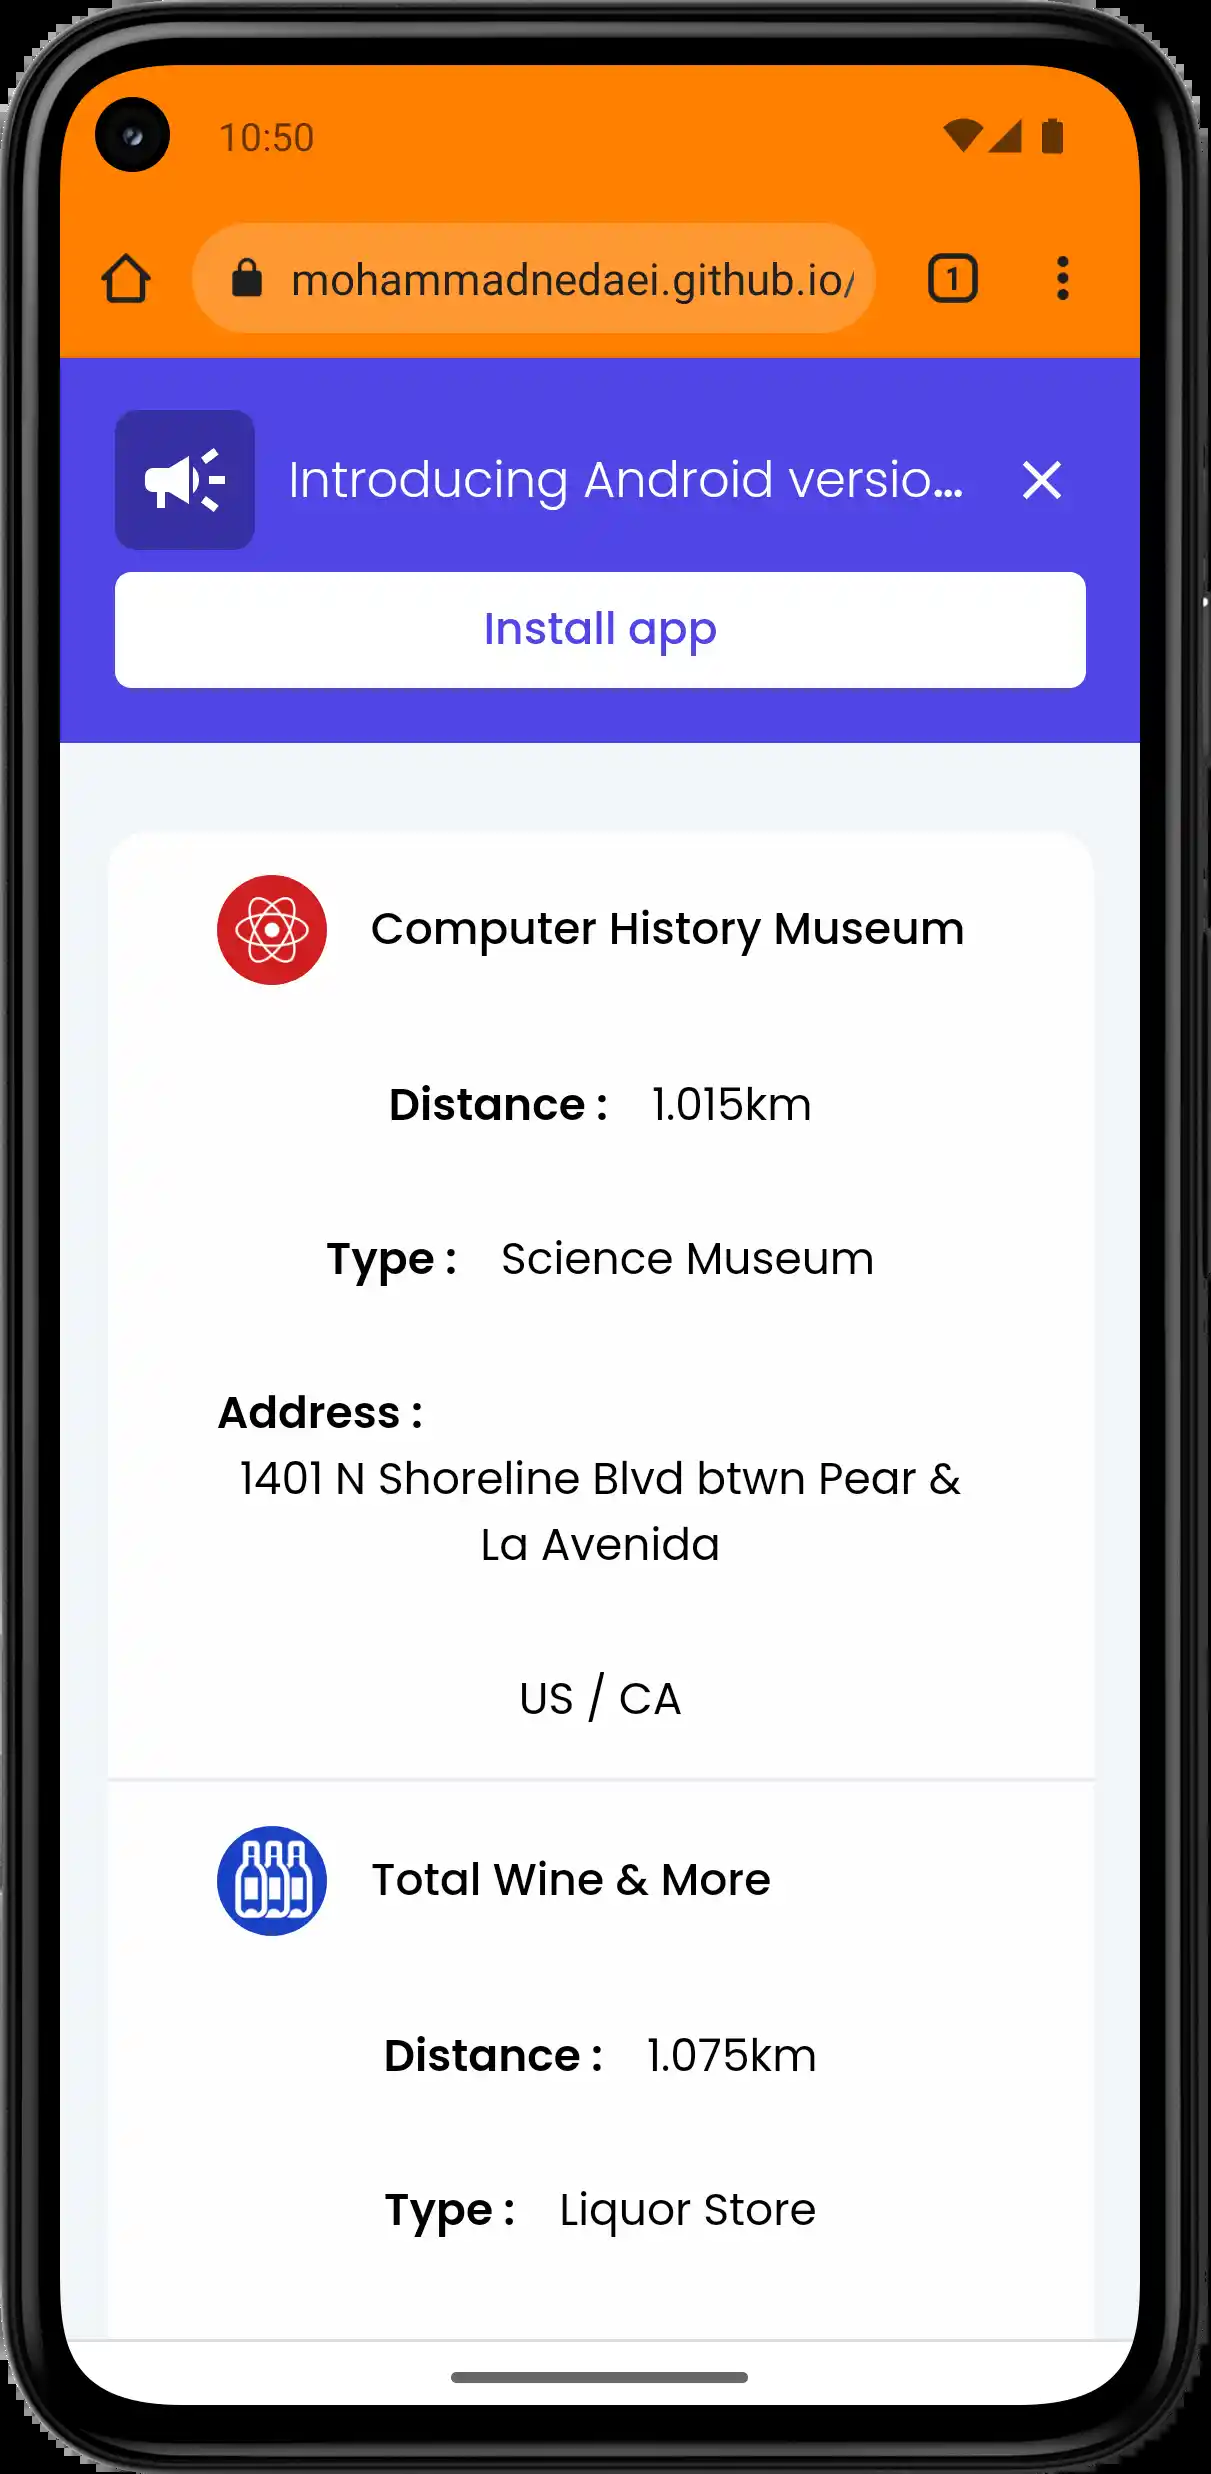 10:50
mohammadnedaei.github.io/
1
Introducing Android versio...
Install app
Computer History Museum
Distance : 1.015km
Type : Science Museum
Address :
1401 N Shoreline Blvd btwn Pear &
La Avenida
US / CA
Total Wine & More
Distance : 1.075km
Type : Liquor Store